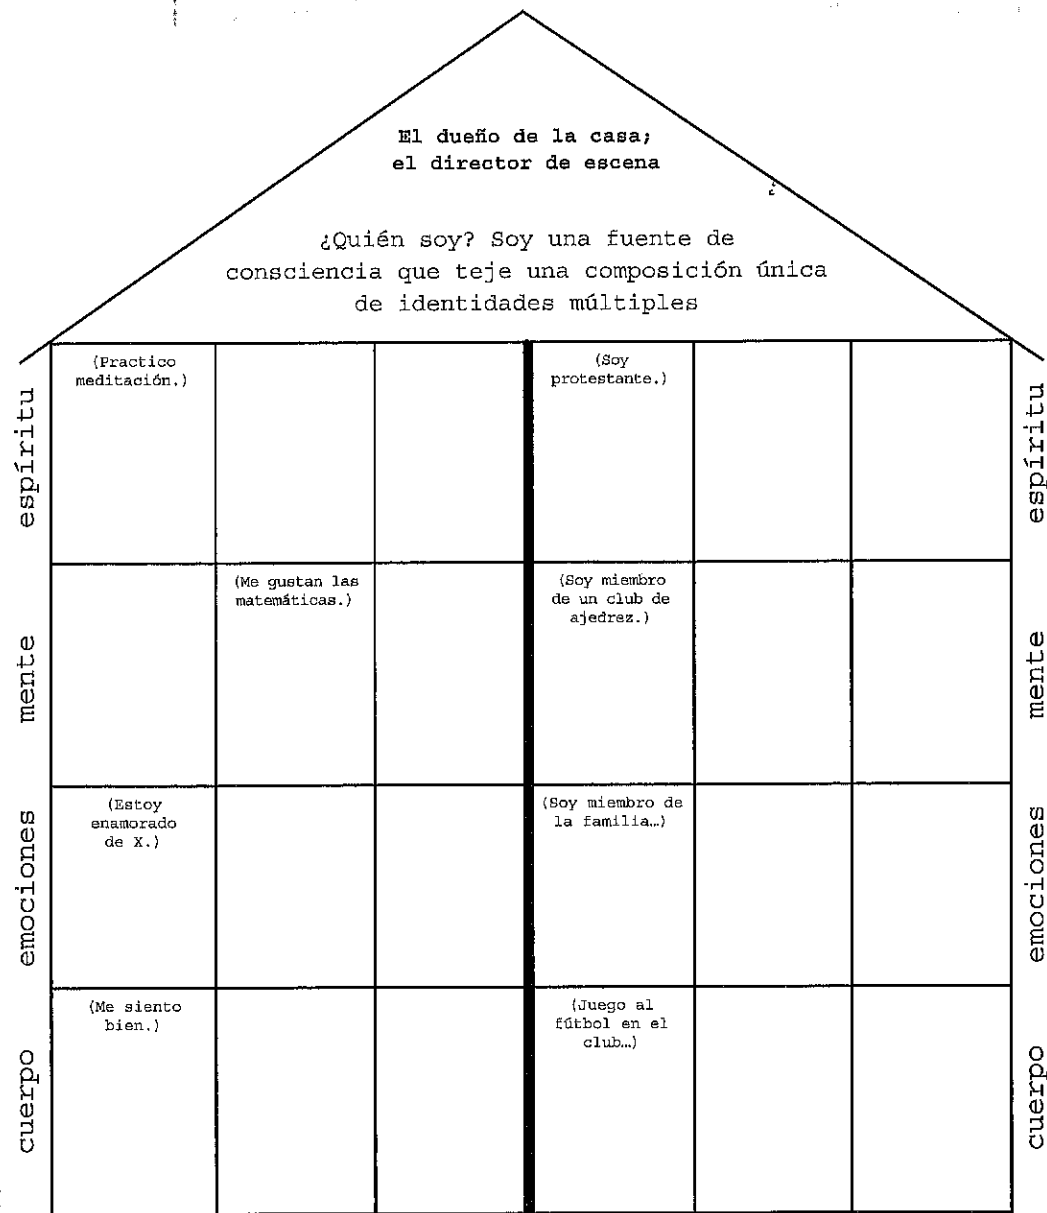 El dueño de la casa;
el director de escena
¿Quién soy? Soy una fuente de
consciencia que teje una composición única
de identidades múltiples
espíritu
(Practico
meditación.)
(Soy
protestante.)
espíritu
mente
(Me gustan las
matemáticas.)
(Soy miembro
de un club de
ajedrez.)
mente
emociones
(Estoy
enamorado
de X.)
(Soy miembro de
la familia…)
emociones
cuerpo
(Me siento
bien.)
(Juego al
fútbol en el
club…)
cuerpo